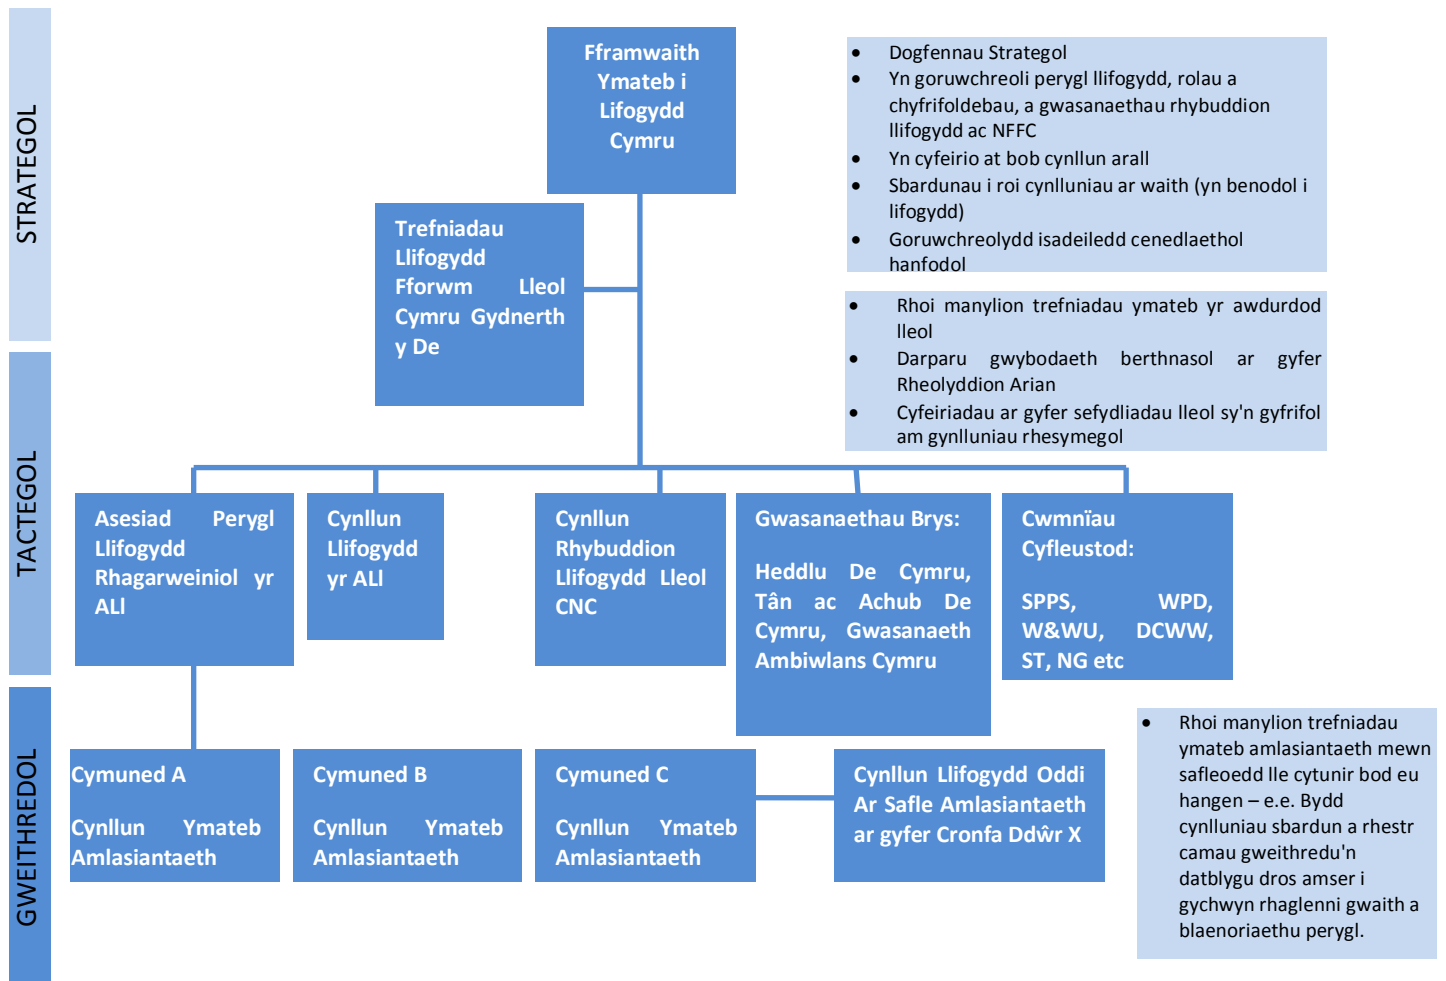 STRATEGOL
Fframwaith
Ymateb i
Lifogydd
Cymru
Trefniadau
Llifogydd
Fforwm Lleol
Cymru Gydnerth
y De
• Dogfennau Strategol
• Yn goruwchreoli perygl llifogydd, rolau a
chyfrifoldebau, a gwasanaethau rhybuddion
llifogydd ac NFFC
• Yn cyfeirio at bob cynllun arall
• Sbardunau i roi cynlluniau ar waith (yn benodol i
lifogydd)
• Goruwchreolydd isadeiledd cenedlaethol
hanfodol
• Rhoi manylion trefniadau ymateb yr awdurdod
lleol
• Darparu gwybodaeth berthnasol ar gyfer
Rheolyddion Arian
• Cyfeiriadau ar gyfer sefydliadau lleol sy'n gyfrifol
am gynlluniau rhesymegol
TACTEGOL
Asesiad Perygl
Llifogydd
Rhagarweiniol yr
ALl
Cynllun
Llifogydd
yr ALl
Cynllun
Rhybuddion
Llifogydd Lleol
CNC
Gwasanaethau Brys:
Heddlu De Cymru,
Tân ac Achub De
Cymru, Gwasanaeth
Ambiwlans Cymru
Cwmnïau
Cyfleustod:
SPPS, WPD,
W&WU, DCWW,
ST, NG etc
GWEITHREDOL
Cymuned A
Cynllun Ymateb
Amlasiantaeth
Cymuned B
Cynllun Ymateb
Amlasiantaeth
Cymuned C
Cynllun Ymateb
Amlasiantaeth
Cynllun Llifogydd Oddi
Ar Safle Amlasiantaeth
ar gyfer Cronfa Ddŵr X
• Rhoi manylion trefniadau
ymateb amlasiantaeth mewn
safleoedd lle cytunir bod eu
hangen – e.e. Bydd
cynlluniau sbardun a rhestr
camau gweithredu'n
datblygu dros amser i
gychwyn rhaglenni gwaith a
blaenoriaethu perygl.